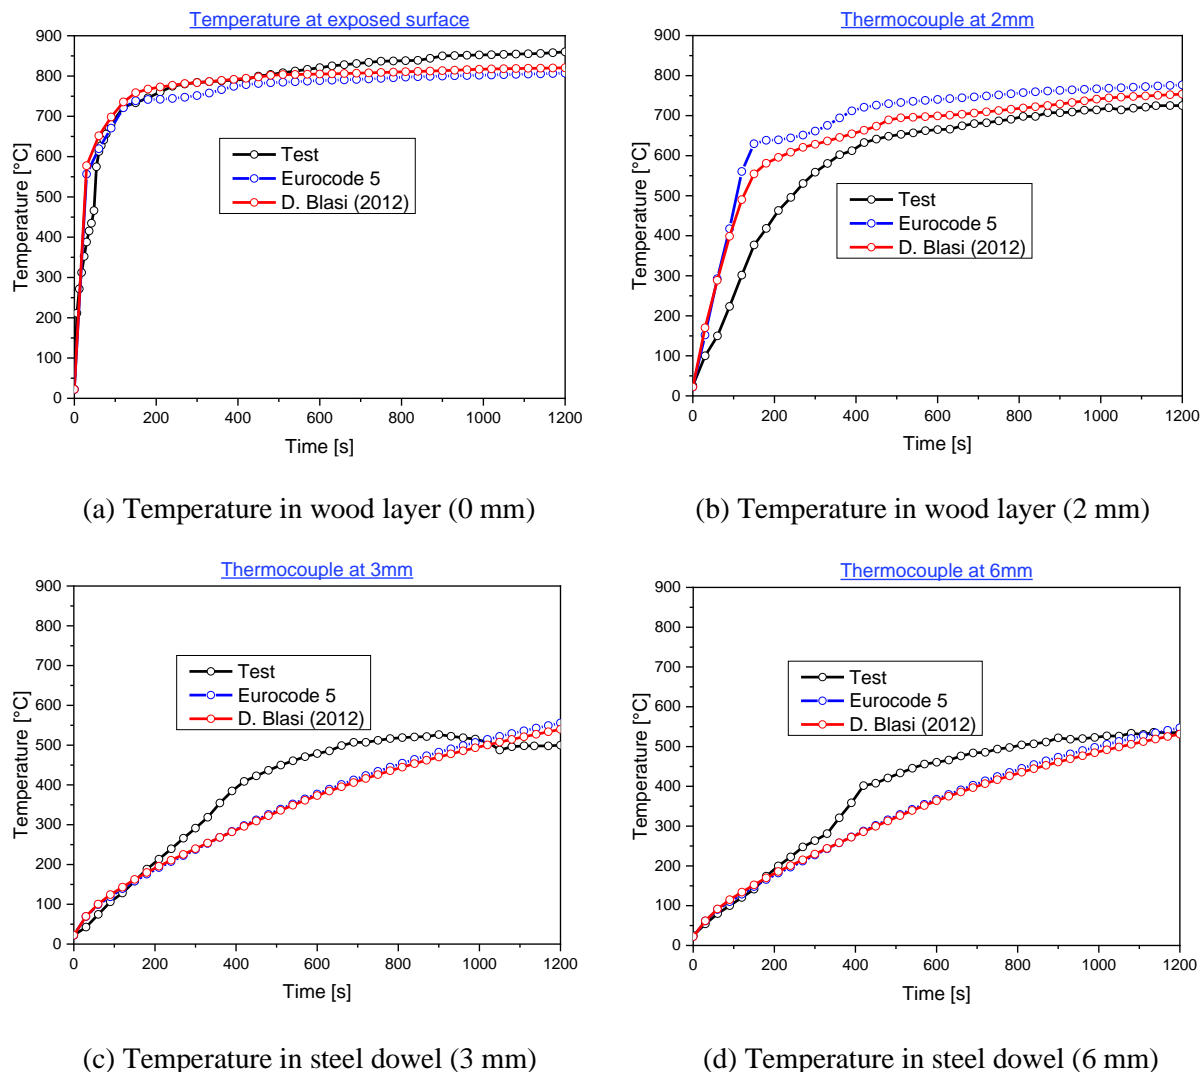 Temperature at exposed surface
900
800
700
600
500
400
300
200
100
0
Temperature [°C]
Test
Eurocode 5
D. Blasi (2012)
0 200 400 600 800 1000 1200
Time [s]
(a) Temperature in wood layer (0 mm)
Thermocouple at 2mm
900
800
700
600
500
400
300
200
100
0
Temperature [°C]
Test
Eurocode 5
D. Blasi (2012)
0 200 400 600 800 1000 1200
Time [s]
(b) Temperature in wood layer (2 mm)
Thermocouple at 3mm
900
800
700
600
500
400
300
200
100
0
Temperature [°C]
Test
Eurocode 5
D. Blasi (2012)
0 200 400 600 800 1000 1200
Time [s]
(c) Temperature in steel dowel (3 mm)
Thermocouple at 6mm
900
800
700
600
500
400
300
200
100
0
Temperature [°C]
Test
Eurocode 5
D. Blasi (2012)
0 200 400 600 800 1000 1200
Time [s]
(d) Temperature in steel dowel (6 mm)